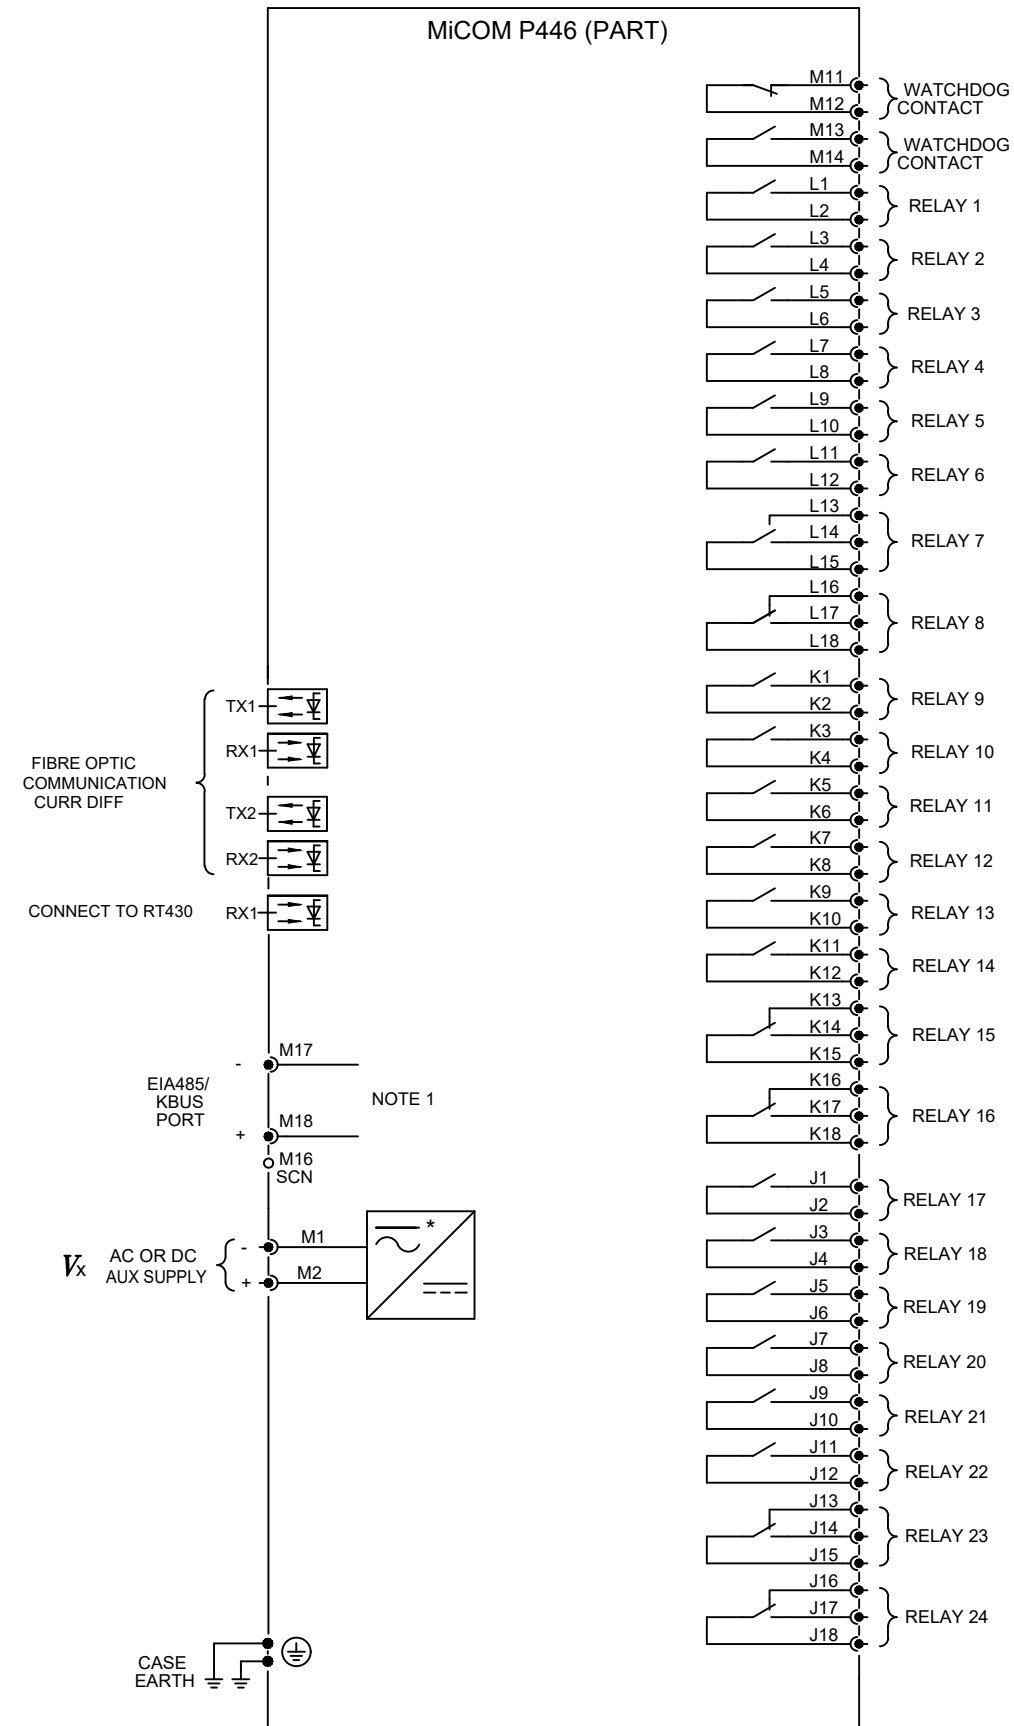 MiCOM P446 (PART)
M11
M12
WATCHDOG
CONTACT
M13
M14
WATCHDOG
CONTACT
L1
L2
RELAY 1
L3
L4
RELAY 2
L5
L6
RELAY 3
L7
L8
RELAY 4
L9
L10
RELAY 5
L11
L12
RELAY 6
L13
L14
L15
RELAY 7
L16
L17
L18
RELAY 8
K1
K2
RELAY 9
K3
K4
RELAY 10
K5
K6
RELAY 11
K7
K8
RELAY 12
K9
K10
RELAY 13
K11
K12
RELAY 14
K13
K14
K15
RELAY 15
K16
K17
K18
RELAY 16
J1
J2
RELAY 17
J3
J4
RELAY 18
J5
J6
RELAY 19
J7
J8
RELAY 20
J9
J10
RELAY 21
J11
J12
RELAY 22
J13
J14
J15
RELAY 23
J16
J17
J18
RELAY 24
FIBRE OPTIC
COMMUNICATION
CURR DIFF
TX1
RX1
TX2
RX2
CONNECT TO RT430
RX1
EIA485/
KBUS
PORT
-
M17
+
M18
NOTE 1
M16
SCN
Vx
AC OR DC
AUX SUPPLY
-
M1
+
M2
*
CASE
EARTH